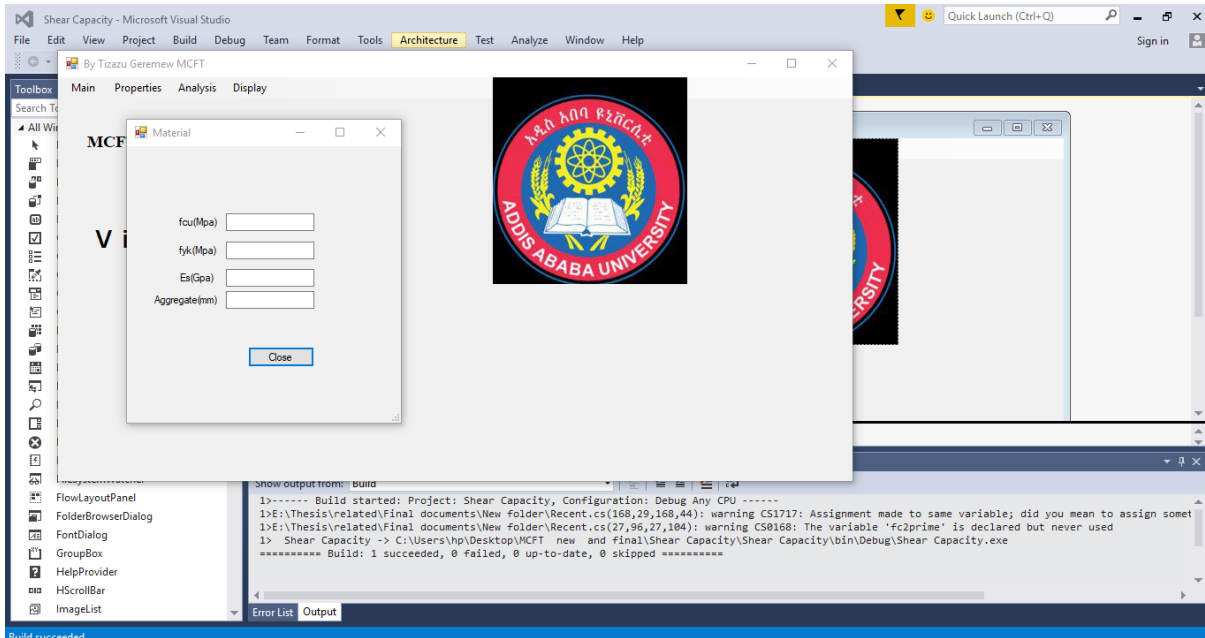 Shear Capacity - Microsoft Visual Studio
Quick Launch (Ctrl+Q)
File Edit View Project Build Debug Team Format Tools Architecture Test Analyze Window Help
Sign in
By Tizazu Geremew MCFT
Toolbox
Main Properties Analysis Display
Search To
All Wi
Material
MCF
አዲስ አበባ ዩኒቨርሲቲ
ADDIS ABABA UNIVERSITY
ERSITY
V i
fcu(Mpa)
fyk(Mpa)
Es(Gpa)
Aggregate(mm)
Close
Show output from: Build
FlowLayoutPanel
FolderBrowserDialog
FontDialog
GroupBox
HelpProvider
HScrollBar
ImageList
1>------ Build started: Project: Shear Capacity, Configuration: Debug Any CPU ------
1>E:\Thesis\related\Final documents\New folder\Recent.cs(168,29,168,44): warning CS1717: Assignment made to same variable; did you mean to assign somet
1>E:\Thesis\related\Final documents\New folder\Recent.cs(27,96,27,104): warning CS0168: The variable 'fc2prime' is declared but never used
1> Shear Capacity -> C:\Users\hp\Desktop\MCFT new and final\Shear Capacity\Shear Capacity\bin\Debug\Shear Capacity.exe
========== Build: 1 succeeded, 0 failed, 0 up-to-date, 0 skipped ==========
Error List Output
Build succeeded